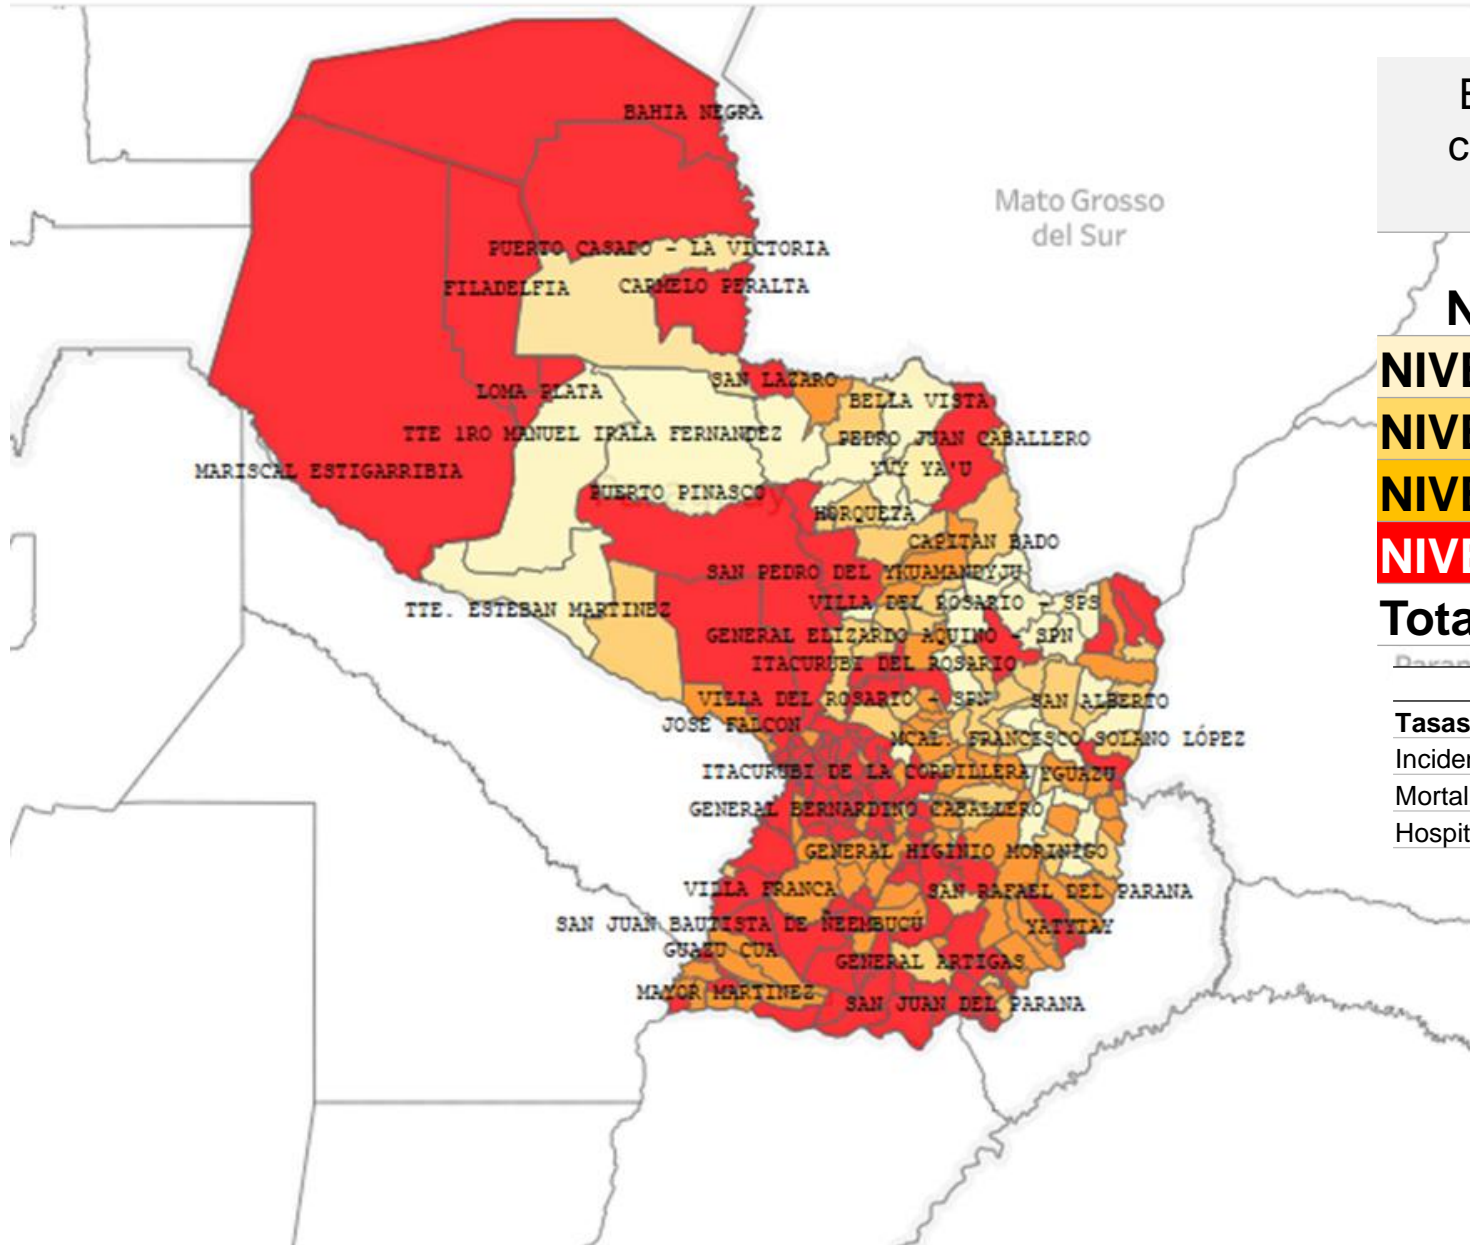 BAHIA NEGRA
Mato Grosso
del Sur
PUERTO CASADO - LA VICTORIA
FILADELFIA
CARMELO PERALTA
SAN LAZARO
LOMA PLATA
BELLA VISTA
TTE 1RO MANUEL IRALA FERNANDEZ
PEDRO JUAN CABALLERO
MARISCAL ESTIGARRIBIA
YVY YA'U
PUERTO PINASCO
HORQUETA
CAPITAN BADO
SAN PEDRO DEL YKUAMANDYJU
TTE. ESTEBAN MARTINEZ
VILLA DEL ROSARIO - SPS
GENERAL ELIZARDO AQUINO - SPN
ITACURUBI DEL ROSARIO
VILLA DEL ROSARIO - SPN
SAN ALBERTO
JOSE FALCON
MCAL. FRANCISCO SOLANO LÓPEZ
ITACURUBI DE LA CORDILLERA
YGUAZU
GENERAL BERNARDINO CABALLERO
GENERAL HIGINIO MORINIGO
VILLA FRANCA
SAN RAFAEL DEL PARANA
SAN JUAN BAUTISTA DE ÑEEMBUCÚ
YATYTAY
GUAZU CUA
GENERAL ARTIGAS
MAYOR MARTINEZ
SAN JUAN DEL PARANA
E
c
N
NIVE
NIVE
NIVE
NIVE
Tota
Tasas
Inciden
Mortal
Hospit